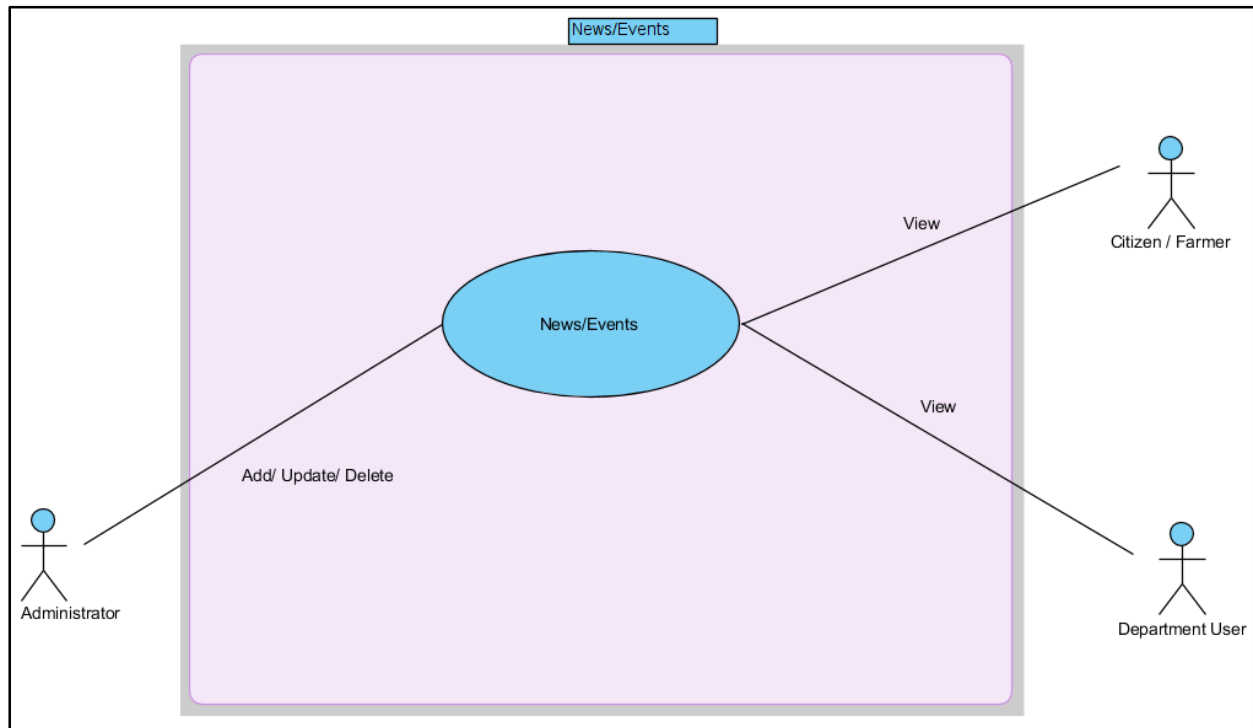 News/Events
View
Citizen / Farmer
News/Events
View
Add/ Update/ Delete
Administrator
Department User